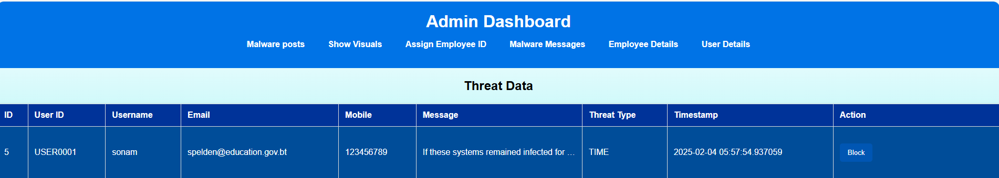 Admin Dashboard
Malware posts Show Visuals Assign Employee ID Malware Messages Employee Details User Details
Threat Data
ID User ID Username Email Mobile Message Threat Type Timestamp Action
5 USER0001 sonam spelden@education.gov.bt 123456789 If these systems remained infected for ... TIME 2025-02-04 05:57:54.937059 Block